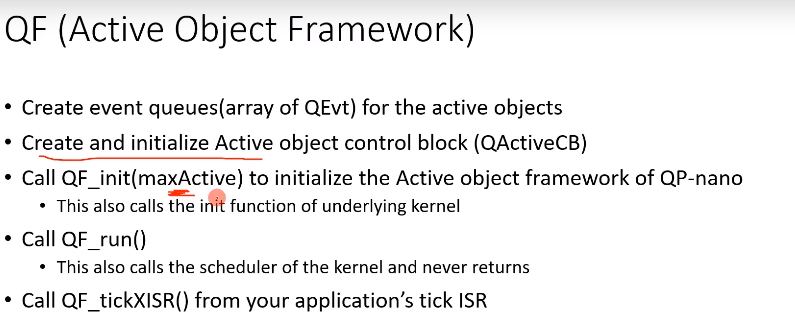 QF (Active Object Framework)
• Create event queues(array of QEvt) for the active objects
• Create and initialize Active object control block (QActiveCB)
• Call QF_init(maxActive) to initialize the Active object framework of QP-nano
• This also calls the init function of underlying kernel
• Call QF_run()
• This also calls the scheduler of the kernel and never returns
• Call QF_tickXISR() from your application's tick ISR